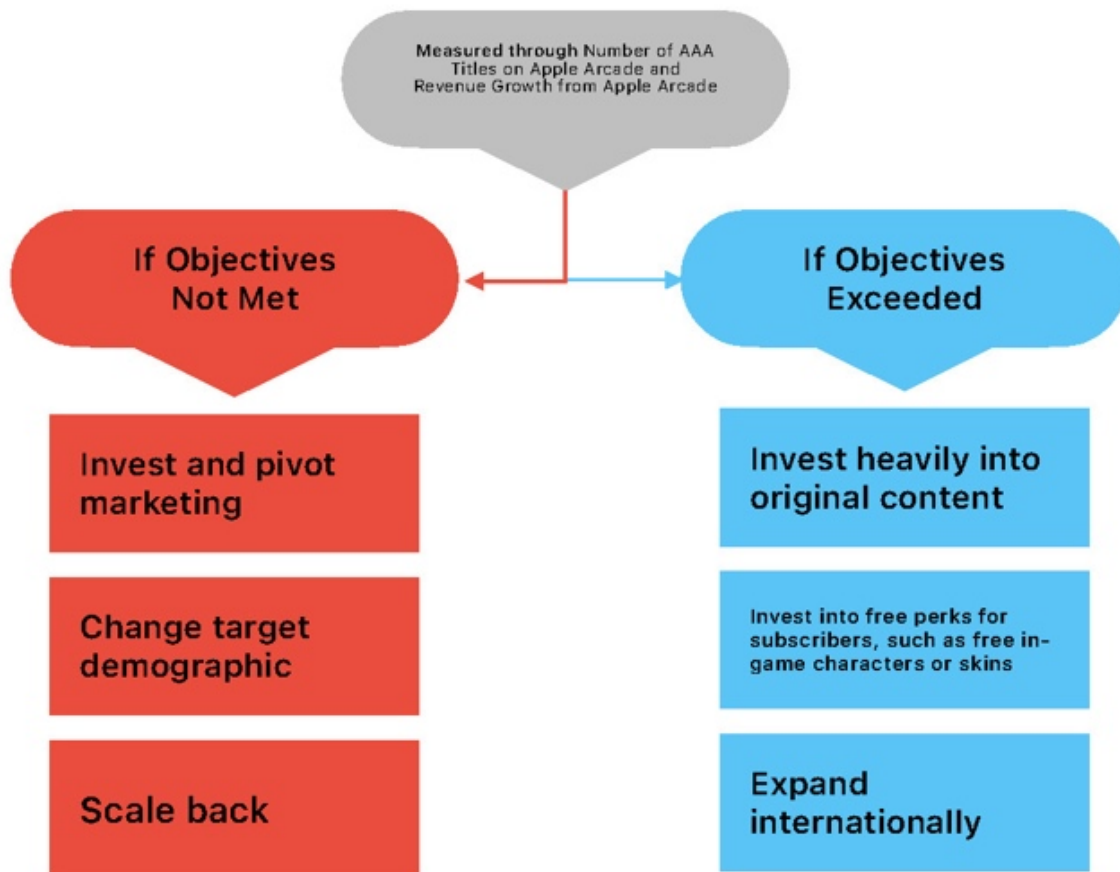 Measured through Number of AAA
Titles on Apple Arcade and
Revenue Growth from Apple Arcade
If Objectives
Not Met
If Objectives
Exceeded
Invest and pivot
marketing
Change target
demographic
Scale back
Invest heavily into
original content
Invest into free perks for
subscribers, such as free in-
game characters or skins
Expand
internationally